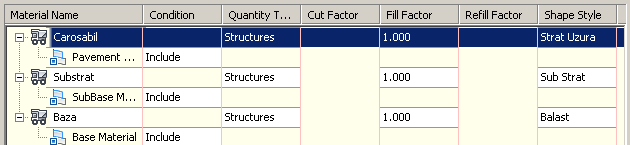 Material Name Condition Quantity T... Cut Factor Fill Factor Refill Factor Shape Style
Carosabil Structures 1.000 Strat Uzura
Pavement ... Include
Substrat Structures 1.000 Sub Strat
SubBase M... Include
Baza Structures 1.000 Balast
Base Material Include